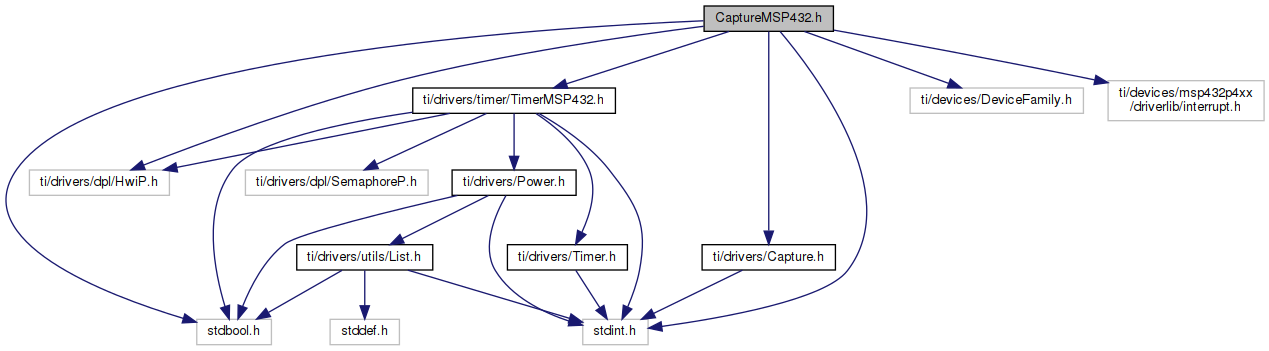 CaptureMSP432.h
ti/drivers/timer/TimerMSP432.h
ti/devices/DeviceFamily.h
ti/devices/msp432p4xx
/driverlib/interrupt.h
ti/drivers/dpl/HwiP.h
ti/drivers/dpl/SemaphoreP.h
ti/drivers/Power.h
ti/drivers/utils/List.h
ti/drivers/Timer.h
ti/drivers/Capture.h
stdbool.h
stddef.h
stdint.h